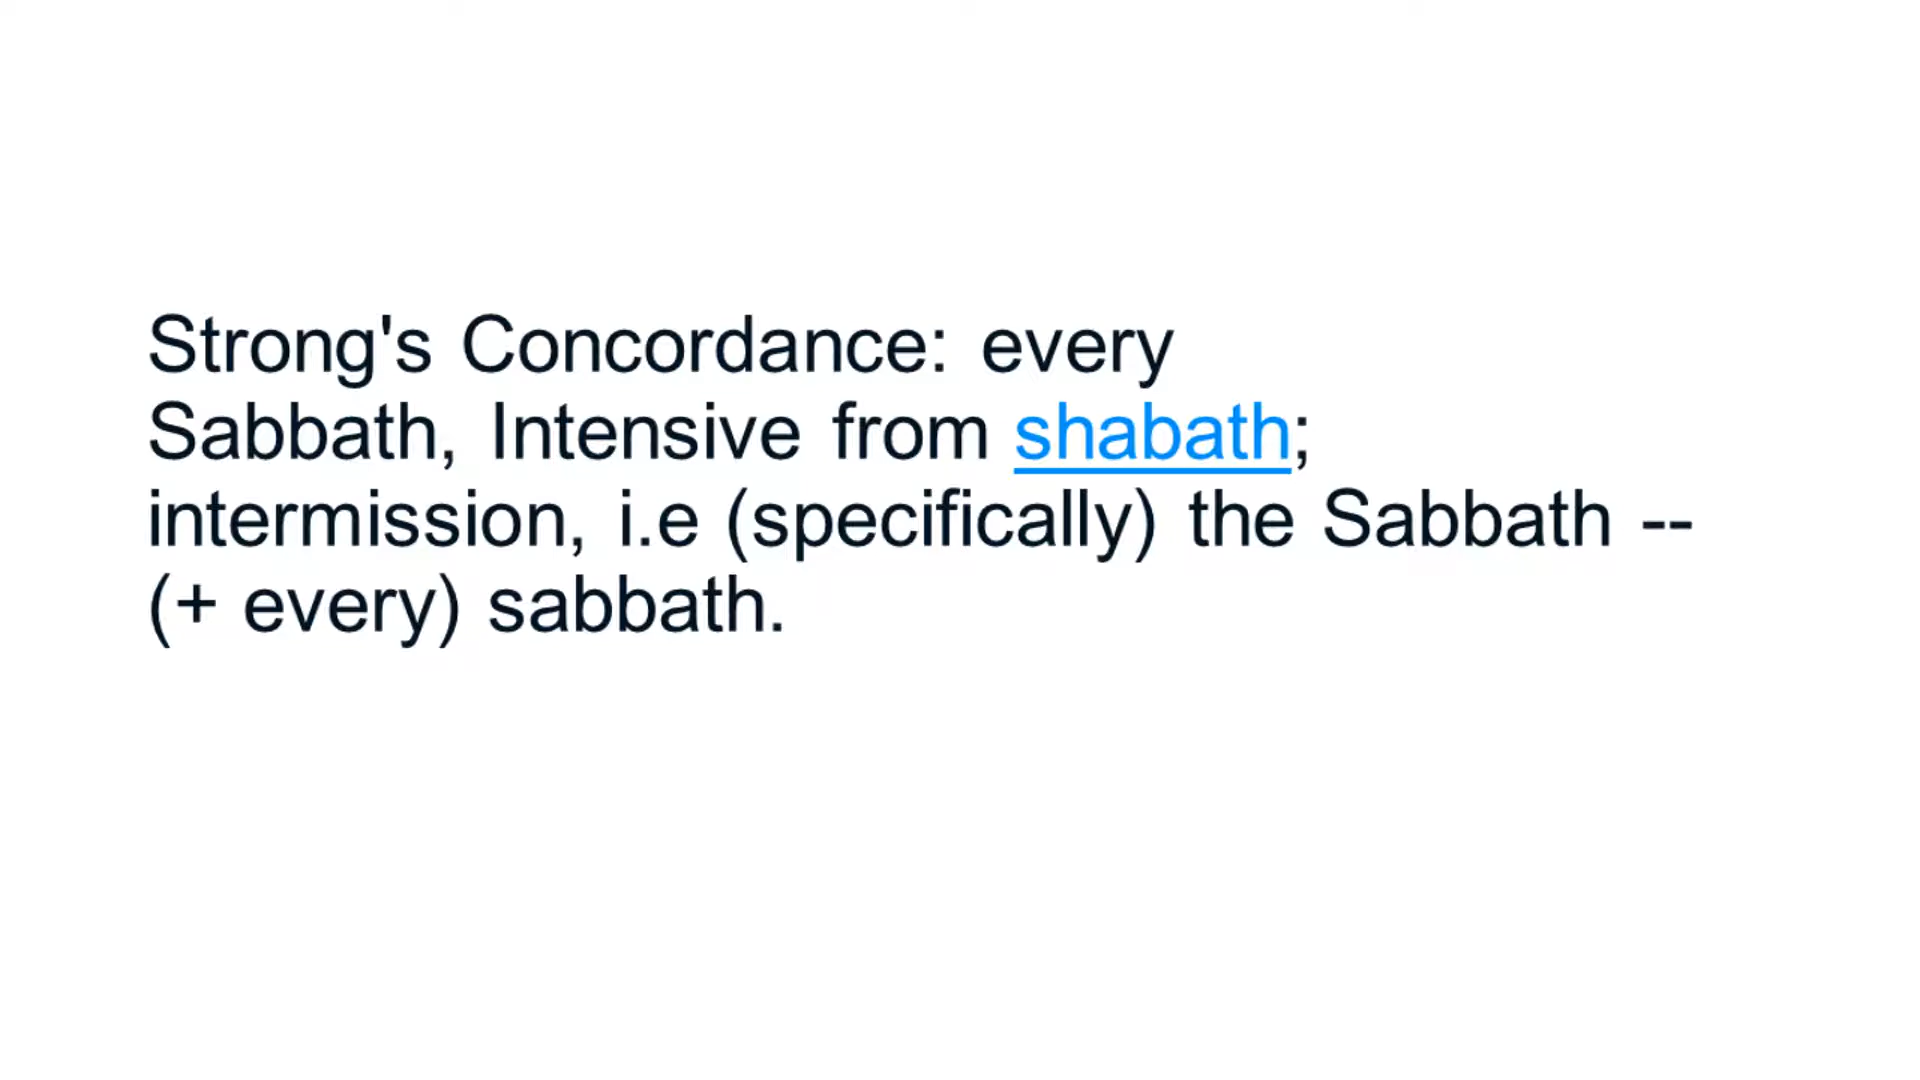 Strong's Concordance: every
Sabbath, Intensive from shabath;
intermission, i.e (specifically) the Sabbath --
(+ every) sabbath.